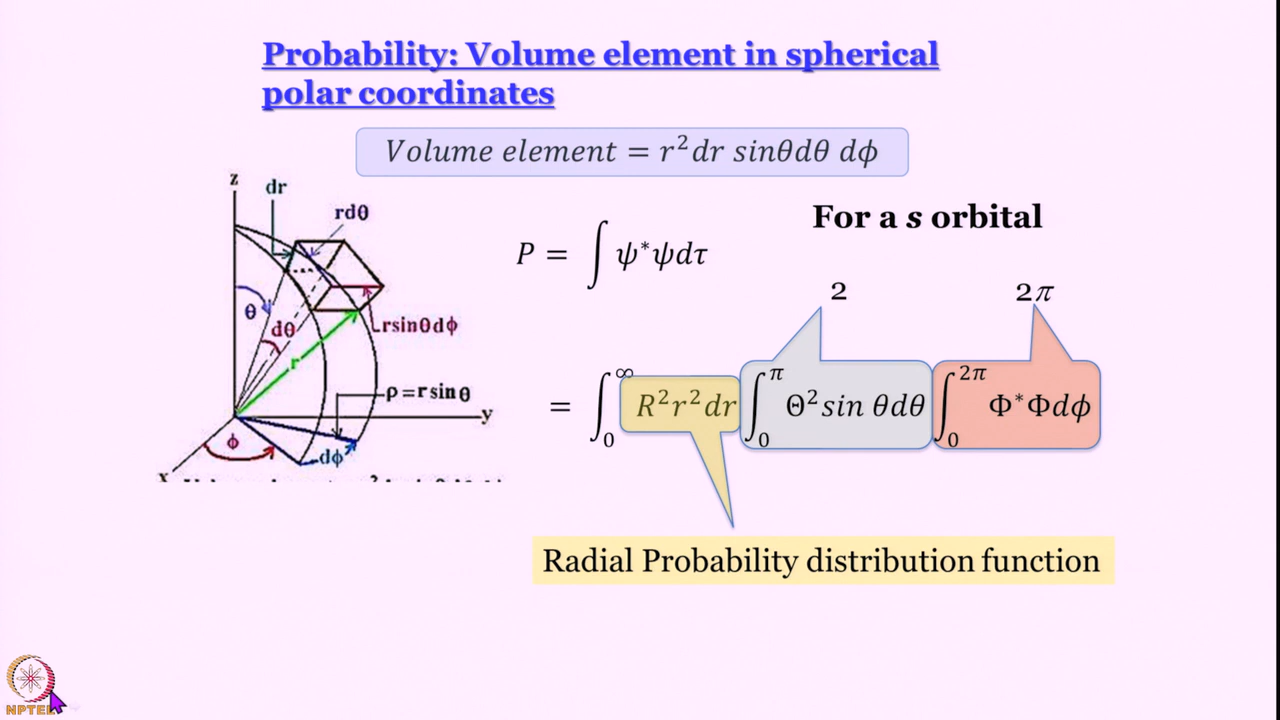 Probability: Volume element in spherical
polar coordinates
Volume element = r²dr sinθdθ dϕ
z
dr
rdθ
θ
dθ
r
rsinθdϕ
ρ=r sin θ
y
ϕ
dϕ
x
P = ∫ ψ*ψdτ
For a s orbital
2
2π
= ∫₀^∞ R²r²dr ∫₀^π Θ²sin θdθ ∫₀^2π Φ*Φdϕ
Radial Probability distribution function
NPTEL